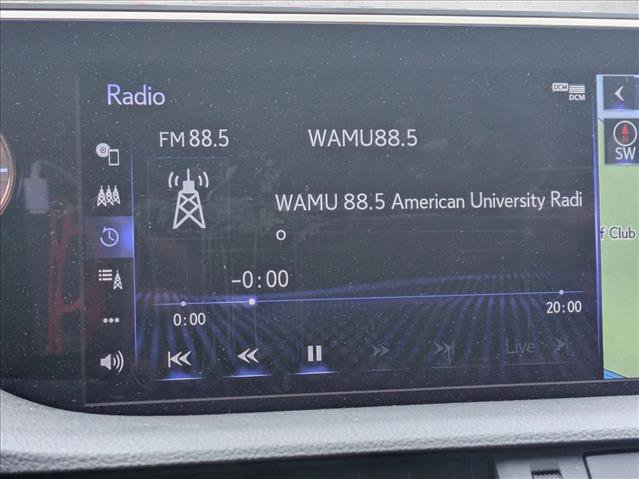 Radio
DCM
DCM
FM 88.5
WAMU88.5
SW
WAMU 88.5 American University Radi
o
f Club
-0:00
0:00
20:00
Live